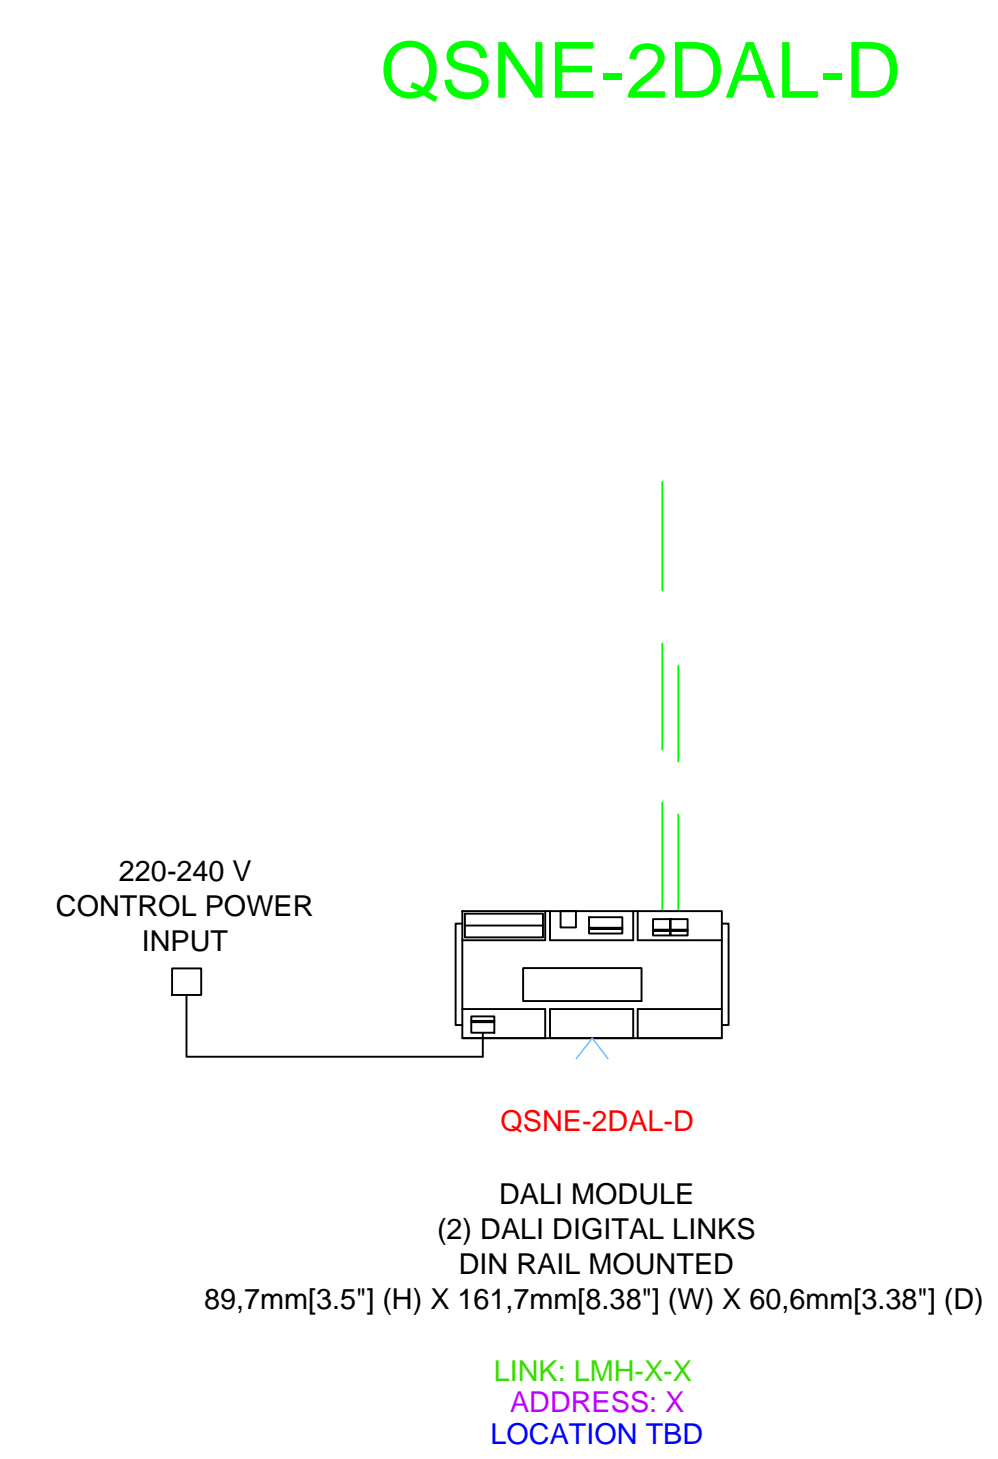 QSNE-2DAL-D
220-240 V
CONTROL POWER
INPUT
QSNE-2DAL-D
DALI MODULE
(2) DALI DIGITAL LINKS
DIN RAIL MOUNTED
89,7mm[3.5"] (H) X 161,7mm[8.38"] (W) X 60,6mm[3.38"] (D)
LINK: LMH-X-X
ADDRESS: X
LOCATION TBD